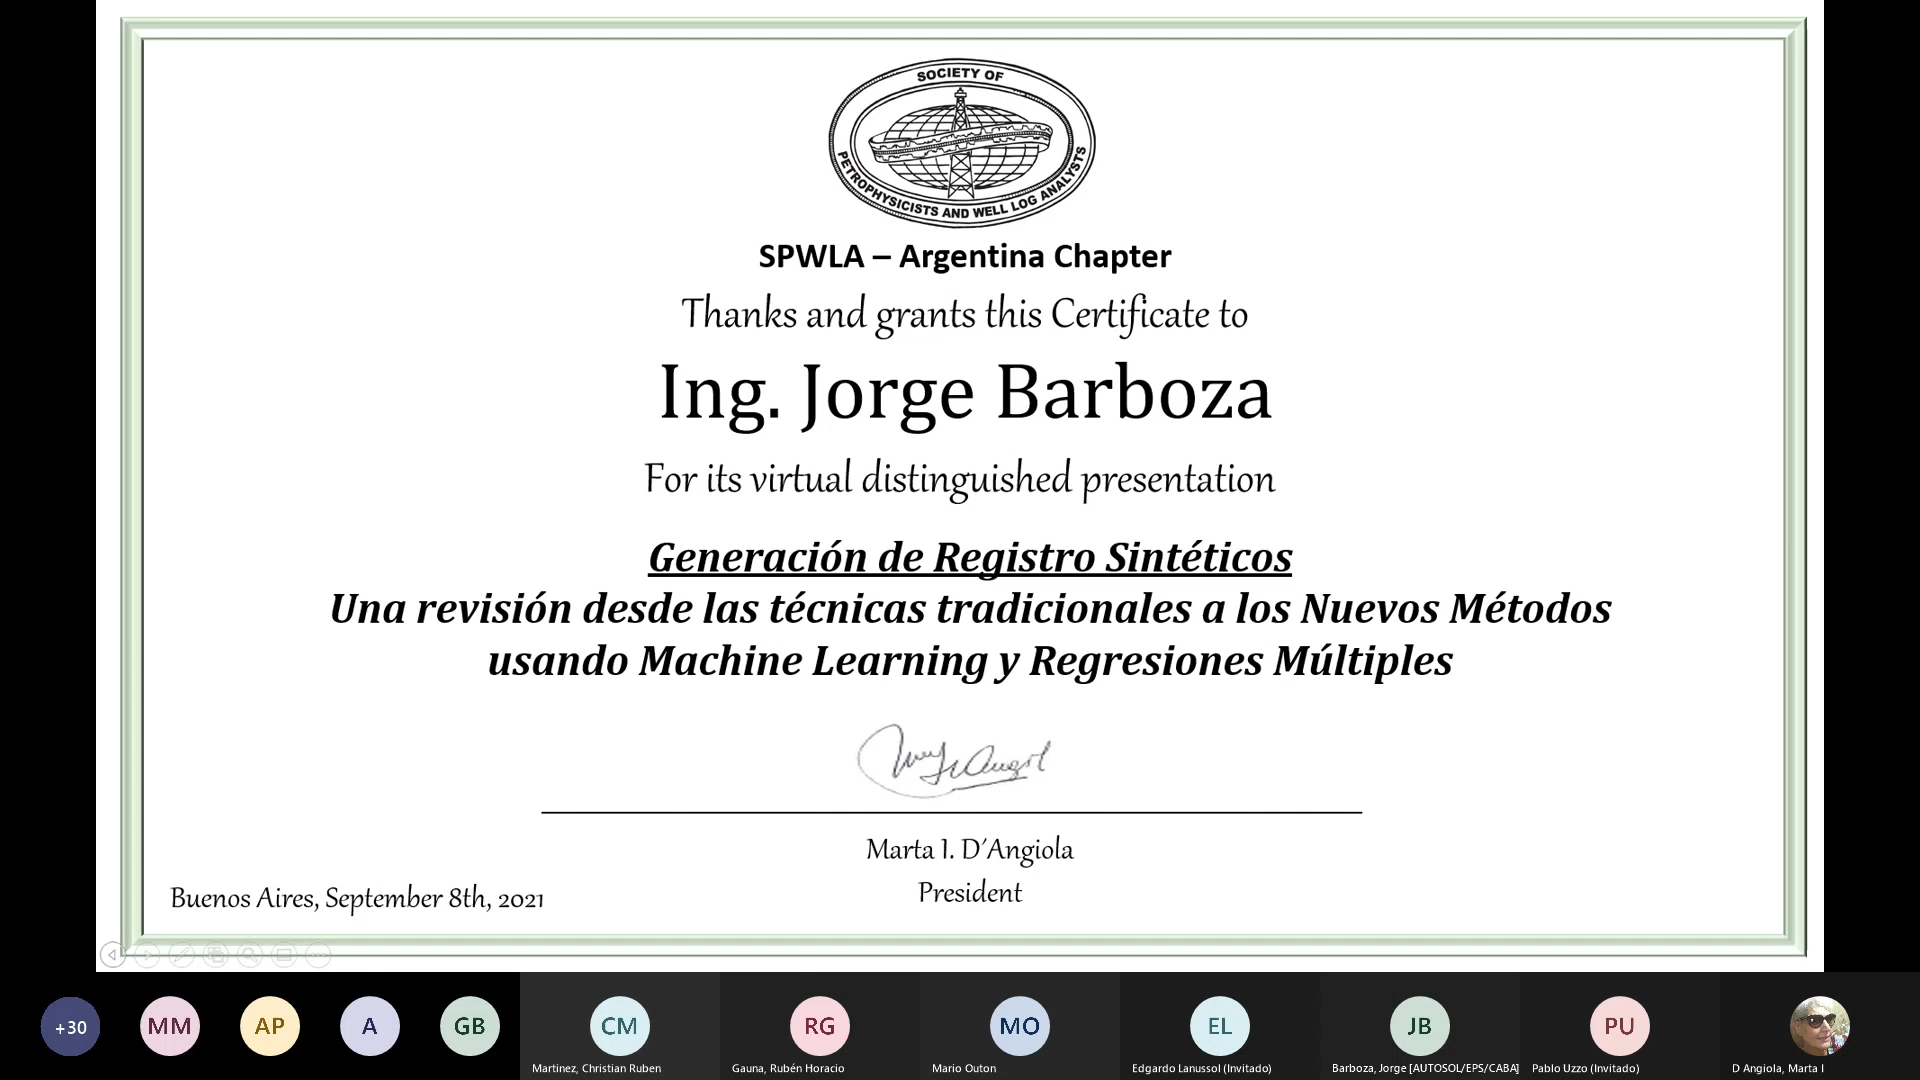 SOCIETY OF
PETROPHYSICISTS AND WELL LOG ANALYSTS
SPWLA – Argentina Chapter
Thanks and grants this Certificate to
Ing. Jorge Barboza
For its virtual distinguished presentation
Generación de Registro Sintéticos
Una revisión desde las técnicas tradicionales a los Nuevos Métodos
usando Machine Learning y Regresiones Múltiples
Marta I. D´Angiola
President
Buenos Aires, September 8th, 2021
+30 MM AP A GB CM RG MO EL JB PU
Martinez, Christian Ruben Gauna, Rubén Horacio Mario Outon Edgardo Lanussol (Invitado) Barboza, Jorge [AUTOSOL/EPS/CABA] Pablo Uzzo (Invitado) D Angiola, Marta I